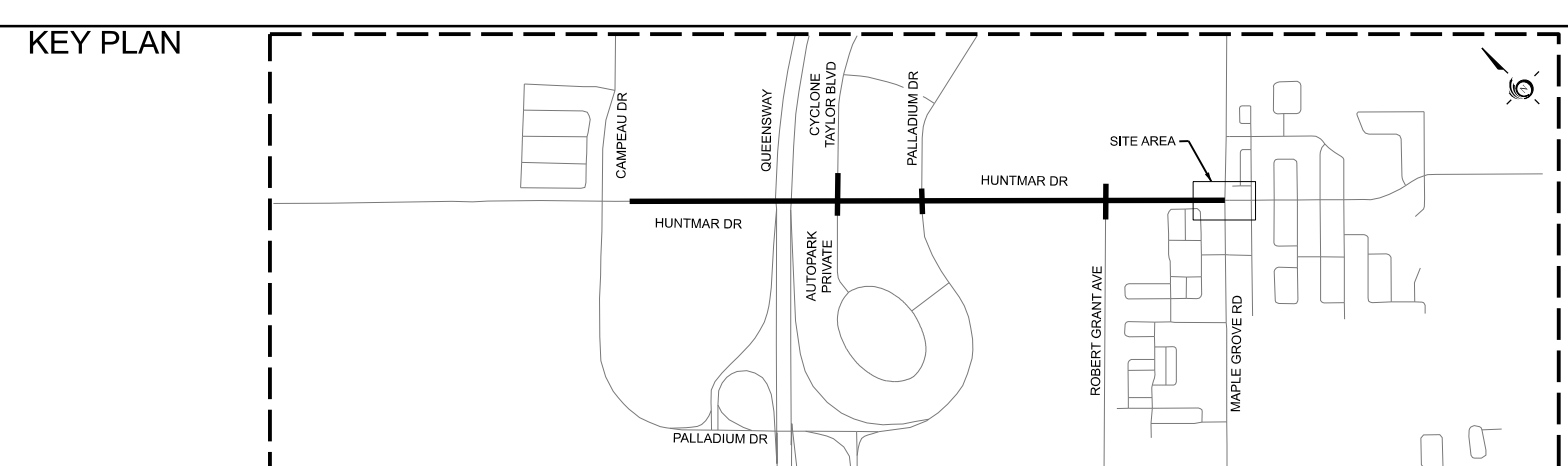 KEY PLAN
CAMPEAU DR
QUEENSWAY
CYCLONE
TAYLOR BLVD
PALLADIUM DR
SITE AREA
HUNTMAR DR
HUNTMAR DR
AUTOPARK
PRIVATE
ROBERT GRANT AVE
MAPLE GROVE RD
PALLADIUM DR